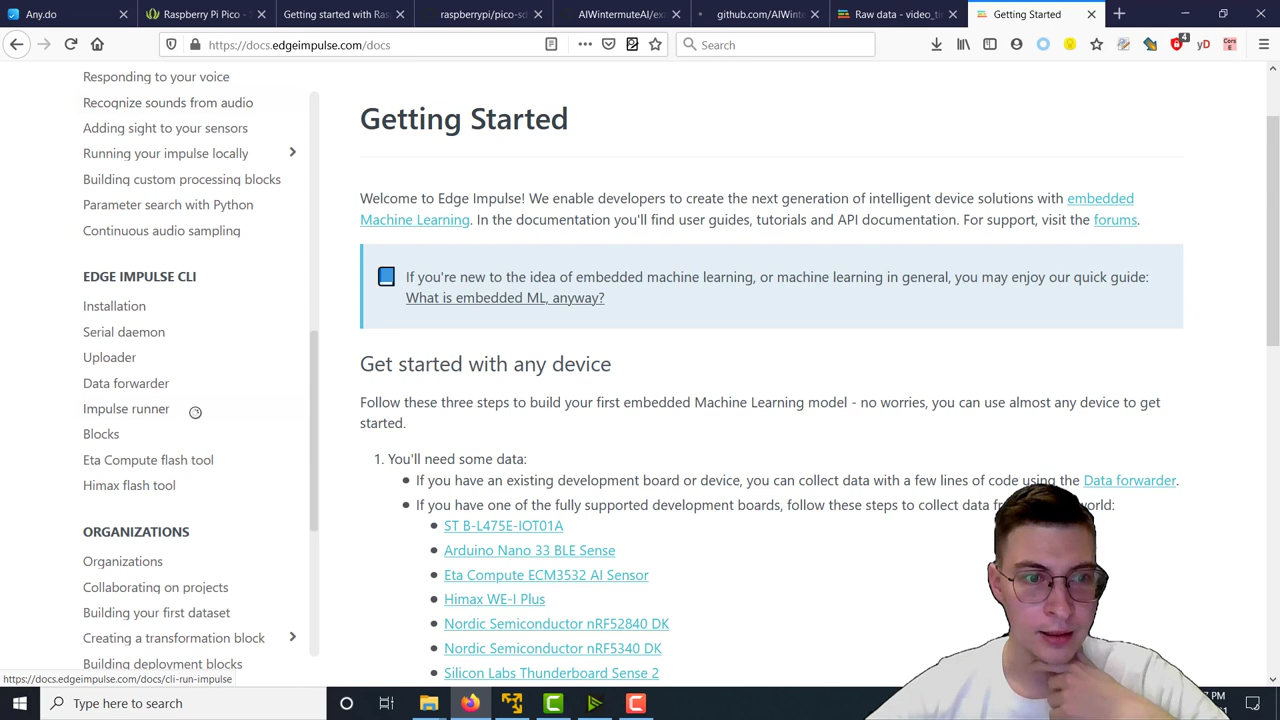 Any.do
Raspberry Pi Pico - S
Getting started with Ras
raspberrypi/pico-sd
AIWintermuteAI/exa
github.com/AIWinte
Raw data - video_ti
Getting Started
https://docs.edgeimpulse.com/docs
Search
4
yD
Responding to your voice
Recognize sounds from audio
Adding sight to your sensors
Running your impulse locally
Building custom processing blocks
Parameter search with Python
Continuous audio sampling
EDGE IMPULSE CLI
Installation
Serial daemon
Uploader
Data forwarder
Impulse runner
Blocks
Eta Compute flash tool
Himax flash tool
ORGANIZATIONS
Organizations
Collaborating on projects
Building your first dataset
Creating a transformation block
Building deployment blocks
https://docs.edgeimpulse.com/docs/cli-run-impulse
Getting Started
Welcome to Edge Impulse! We enable developers to create the next generation of intelligent device solutions with embedded
Machine Learning. In the documentation you'll find user guides, tutorials and API documentation. For support, visit the forums.
If you're new to the idea of embedded machine learning, or machine learning in general, you may enjoy our quick guide:
What is embedded ML, anyway?
Get started with any device
Follow these three steps to build your first embedded Machine Learning model - no worries, you can use almost any device to get
started.
1. You'll need some data:
If you have an existing development board or device, you can collect data with a few lines of code using the Data forwarder.
If you have one of the fully supported development boards, follow these steps to collect data world:
ST B-L475E-IOT01A
Arduino Nano 33 BLE Sense
Eta Compute ECM3532 AI Sensor
Himax WE-I Plus
Nordic Semiconductor nRF52840 DK
Nordic Semiconductor nRF5340 DK
Silicon Labs Thunderboard Sense 2
Type here to search